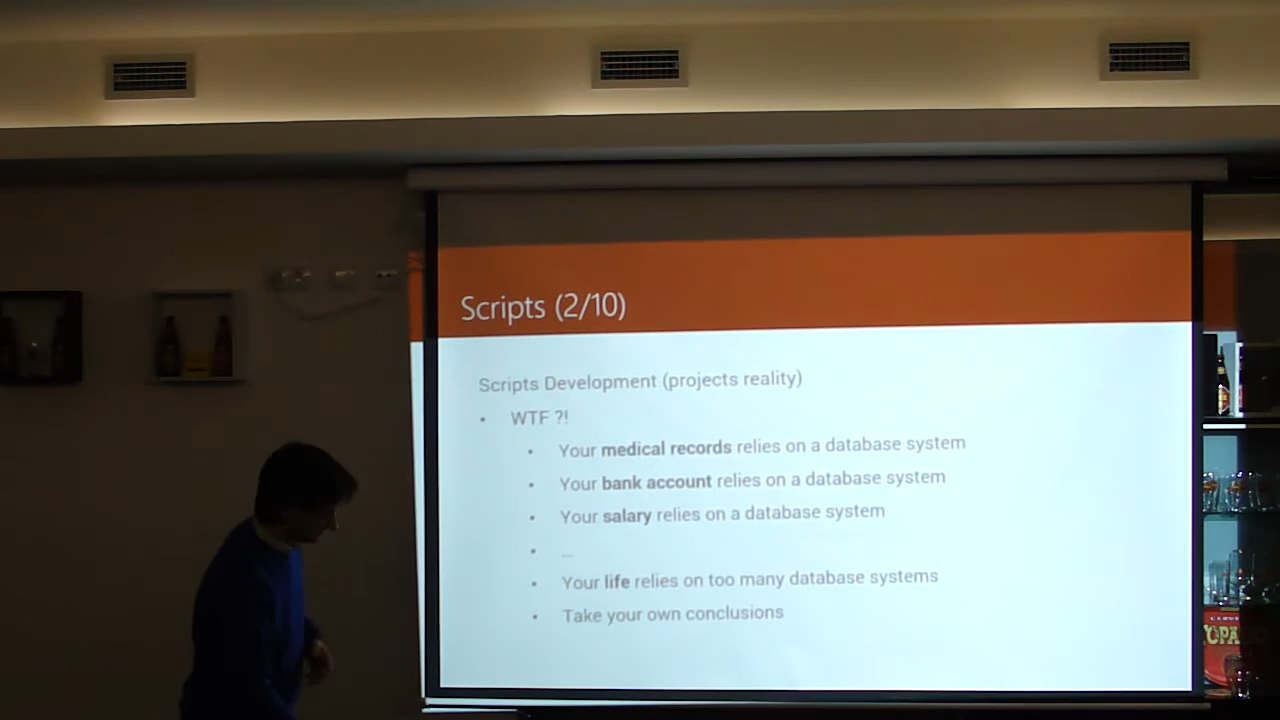 Scripts (2/10)
Scripts Development (projects reality)
• WTF ?!
• Your medical records relies on a database system
• Your bank account relies on a database system
• Your salary relies on a database system
• ...
• Your life relies on too many database systems
• Take your own conclusions